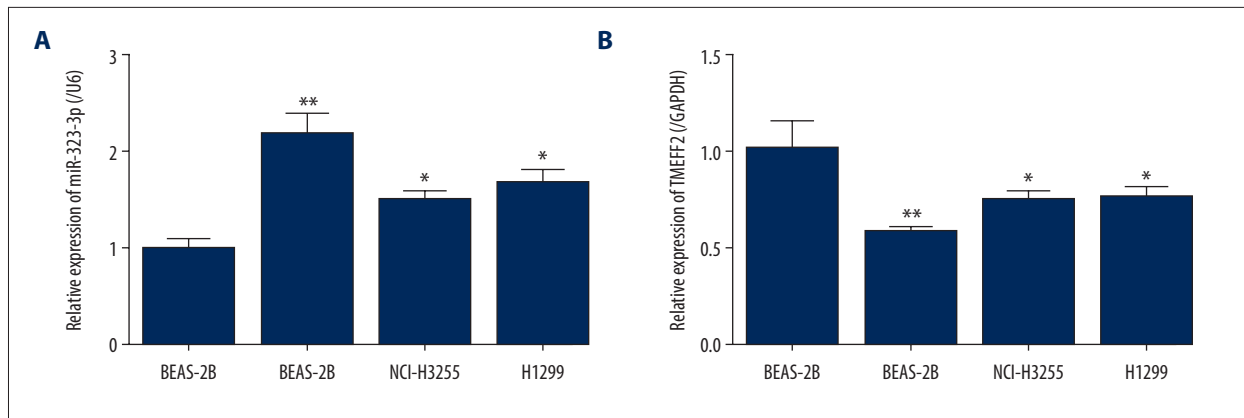 A
Relative expression of miR-323-3p (/U6)
3
2
1
0
**
*
*
BEAS-2B BEAS-2B NCI-H3255 H1299
B
Relative expression of TMEFF2 (/GAPDH)
1.5
1.0
0.5
0.0
**
*
*
BEAS-2B BEAS-2B NCI-H3255 H1299